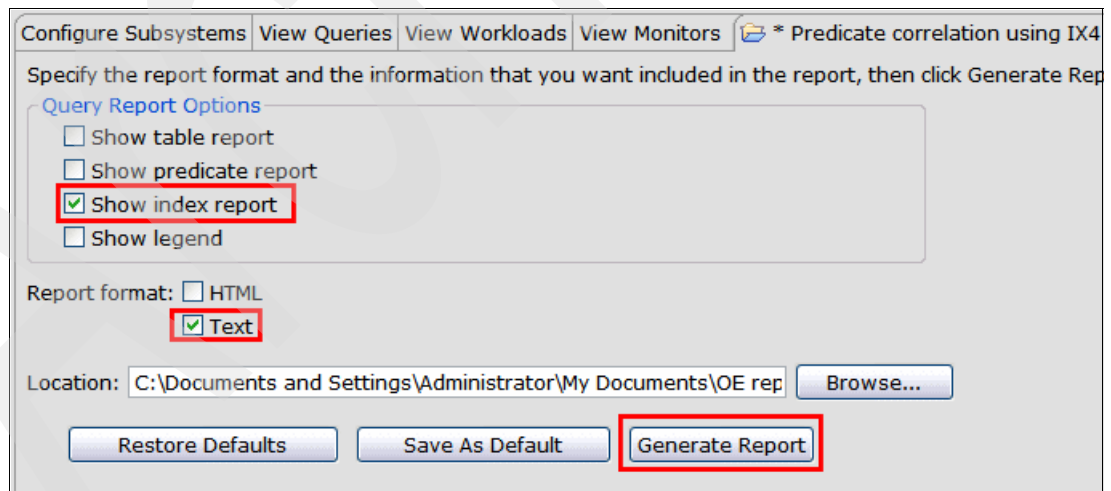 Configure Subsystems View Queries View Workloads View Monitors * Predicate correlation using IX4
Specify the report format and the information that you want included in the report, then click Generate Rep
Query Report Options
Show table report
Show predicate report
Show index report
Show legend
Report format: HTML
Text
Location: C:\Documents and Settings\Administrator\My Documents\OE rep Browse...
Restore Defaults Save As Default Generate Report